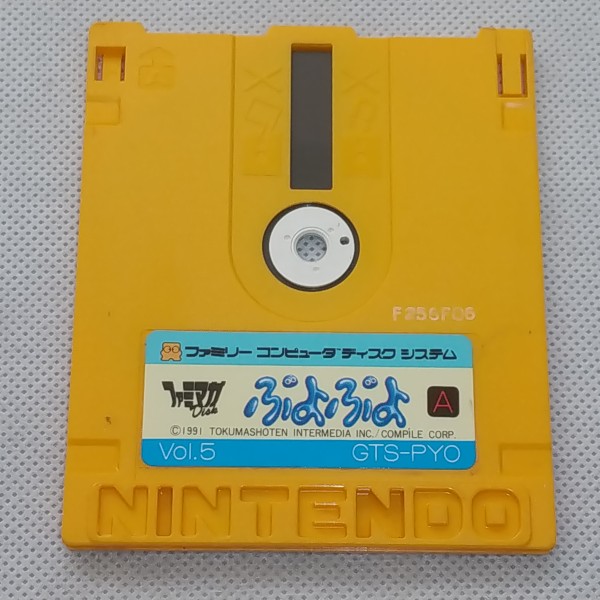 F256F06
ファミリー コンピュータ ディスク システム
ファミマガ
Disk
ぷよぷよ
A
©1991 TOKUMASHOTEN INTERMEDIA INC./COMPILE CORP.
Vol.5
GTS-PYO
NINTENDO